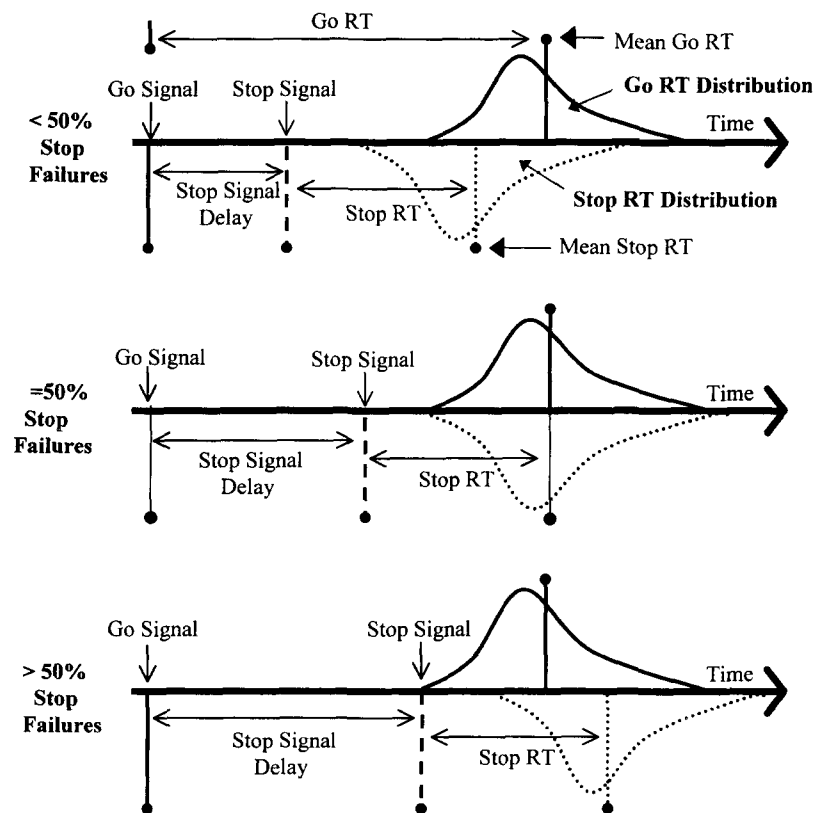 Go RT
Mean Go RT
Go Signal
Stop Signal
Go RT Distribution
< 50%
Stop
Failures
Time
Stop Signal
Delay
Stop RT
Stop RT Distribution
Mean Stop RT
Go Signal
Stop Signal
=50%
Stop
Failures
Time
Stop Signal
Delay
Stop RT
Go Signal
Stop Signal
> 50%
Stop
Failures
Time
Stop Signal
Delay
Stop RT